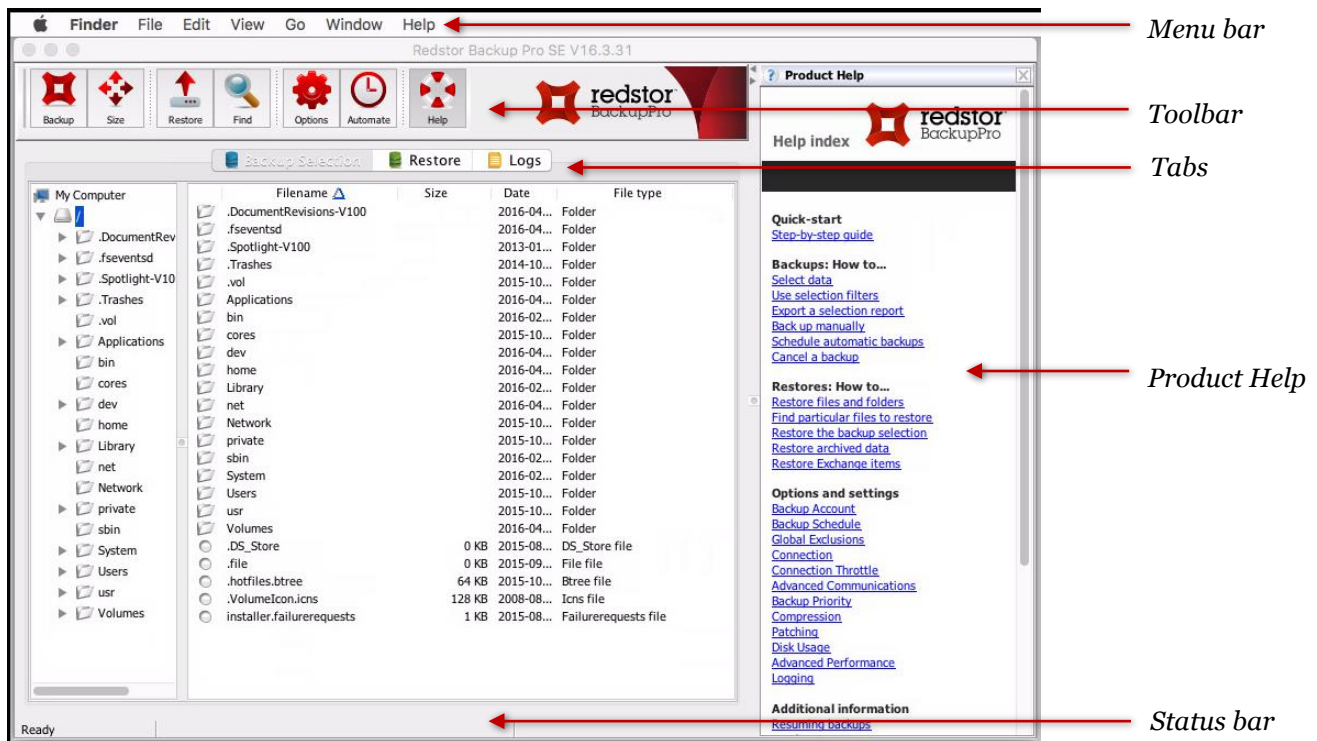 Finder File Edit View Go Window Help
Menu bar
Redstor Backup Pro SE V16.3.31
Backup Size Restore Find Options Automate Help
redstor
BackupPro
Toolbar
Backup Selection Restore Logs
Tabs
My Computer
/
.DocumentRev
.fseventsd
.Spotlight-V10
.Trashes
.vol
Applications
bin
cores
dev
home
Library
net
Network
private
sbin
System
Users
usr
Volumes
Filename Size Date File type
.DocumentRevisions-V100 2016-04... Folder
.fseventsd 2016-04... Folder
.Spotlight-V100 2013-01... Folder
.Trashes 2014-10... Folder
.vol 2015-10... Folder
Applications 2016-04... Folder
bin 2016-02... Folder
cores 2015-10... Folder
dev 2016-04... Folder
home 2016-04... Folder
Library 2016-02... Folder
net 2016-04... Folder
Network 2015-10... Folder
private 2015-10... Folder
sbin 2016-02... Folder
System 2016-02... Folder
Users 2015-10... Folder
usr 2015-10... Folder
Volumes 2016-04... Folder
.DS_Store 0 KB 2015-08... DS_Store file
.file 0 KB 2015-09... File file
.hotfiles.btree 64 KB 2015-10... Btree file
.VolumeIcon.icns 128 KB 2008-08... Icns file
installer.failurerequests 1 KB 2015-08... Failurerequests file
? Product Help
Help index
redstor
BackupPro
Quick-start
Step-by-step guide
Backups: How to...
Select data
Use selection filters
Export a selection report
Back up manually
Schedule automatic backups
Cancel a backup
Restores: How to...
Restore files and folders
Find particular files to restore
Restore the backup selection
Restore archived data
Restore Exchange items
Options and settings
Backup Account
Backup Schedule
Global Exclusions
Connection
Connection Throttle
Advanced Communications
Backup Priority
Compression
Patching
Disk Usage
Advanced Performance
Logging
Additional information
Resuming backups
Product Help
Ready
Status bar